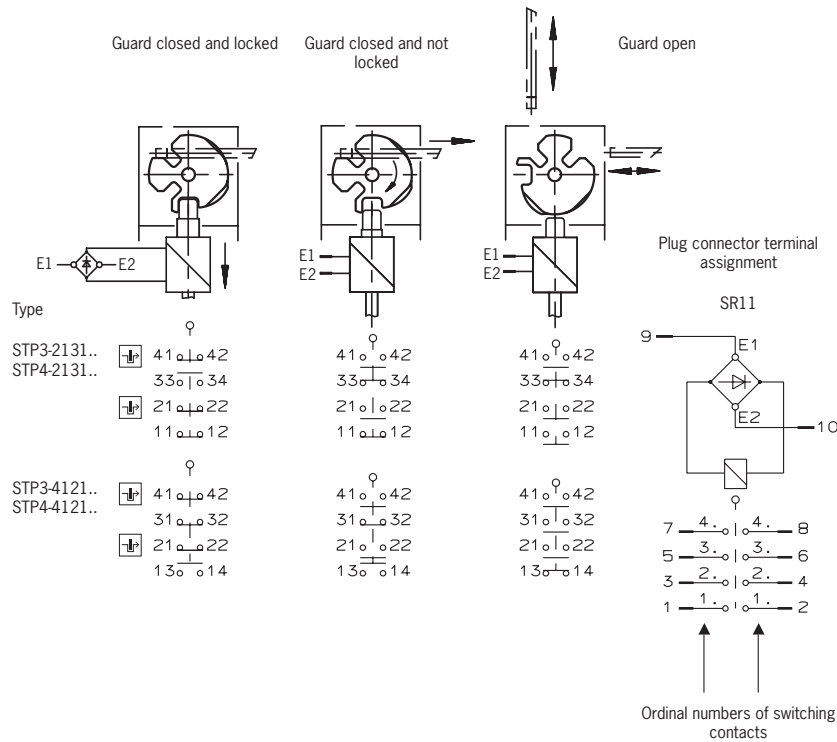 Guard closed and locked
Guard closed and not
locked
Guard open
E1
E2
E1
E2
E1
E2
Plug connector terminal
assignment
SR11
Type
STP3-2131..
STP4-2131..
41 42
33 34
21 22
11 12
41 42
33 34
21 22
11 12
41 42
33 34
21 22
11 12
STP3-4121..
STP4-4121..
41 42
31 32
21 22
13 14
41 42
31 32
21 22
13 14
41 42
31 32
21 22
13 14
9
E1
E2
10
7 4. 4. 8
5 3. 3. 6
3 2. 2. 4
1 1. 1. 2
Ordinal numbers of switching
contacts